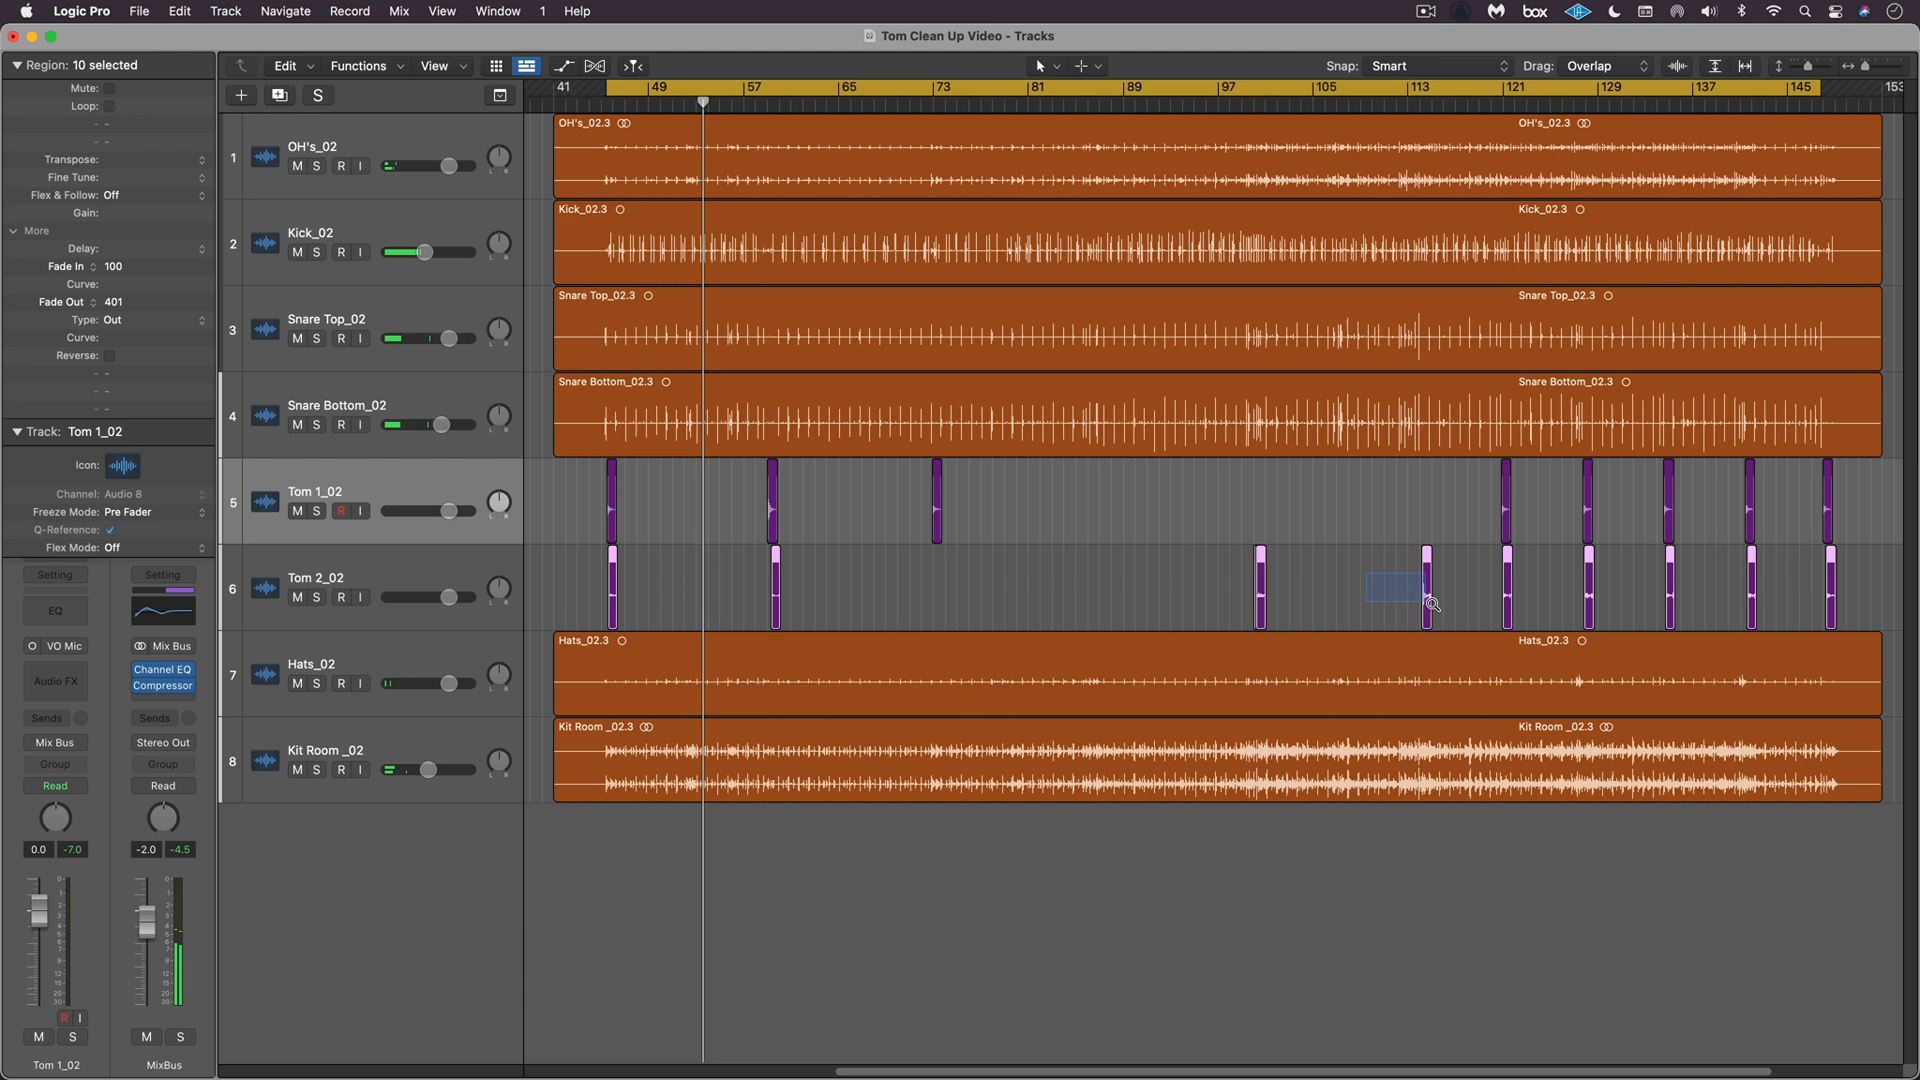 Logic Pro File Edit Track Navigate Record Mix View Window 1 Help box
Tom Clean Up Video - Tracks
Region: 10 selected
Edit Functions View Snap: Smart Drag: Overlap
Mute:
Loop:
Transpose:
Fine Tune:
Flex & Follow: Off
Gain:
More
Delay:
Fade In 100
Curve:
Fade Out 401
Type: Out
Curve:
Reverse:
Track: Tom 1_02
Icon:
Channel: Audio 8
Freeze Mode: Pre Fader
Q-Reference:
Flex Mode: Off
Setting Setting
EQ
VO Mic Mix Bus
Audio FX Channel EQ
Compressor
Sends Sends
Mix Bus Stereo Out
Group Group
Read Read
0.0 -7.0 -2.0 -4.5
R I
M S M S
Tom 1_02 MixBus
S
41 49 57 65 73 81 89 97 105 113 121 129 137 145 153
1 OH's_02
M S R I
L R
OH's_02.3 OH's_02.3
2 Kick_02
M S R I
L R
Kick_02.3 Kick_02.3
3 Snare Top_02
M S R I
L R
Snare Top_02.3 Snare Top_02.3
4 Snare Bottom_02
M S R I
L R
Snare Bottom_02.3 Snare Bottom_02.3
5 Tom 1_02
M S R I
L R
6 Tom 2_02
M S R I
L R
7 Hats_02
M S R I
L R
Hats_02.3 Hats_02.3
8 Kit Room _02
M S R I
L R
Kit Room _02.3 Kit Room _02.3